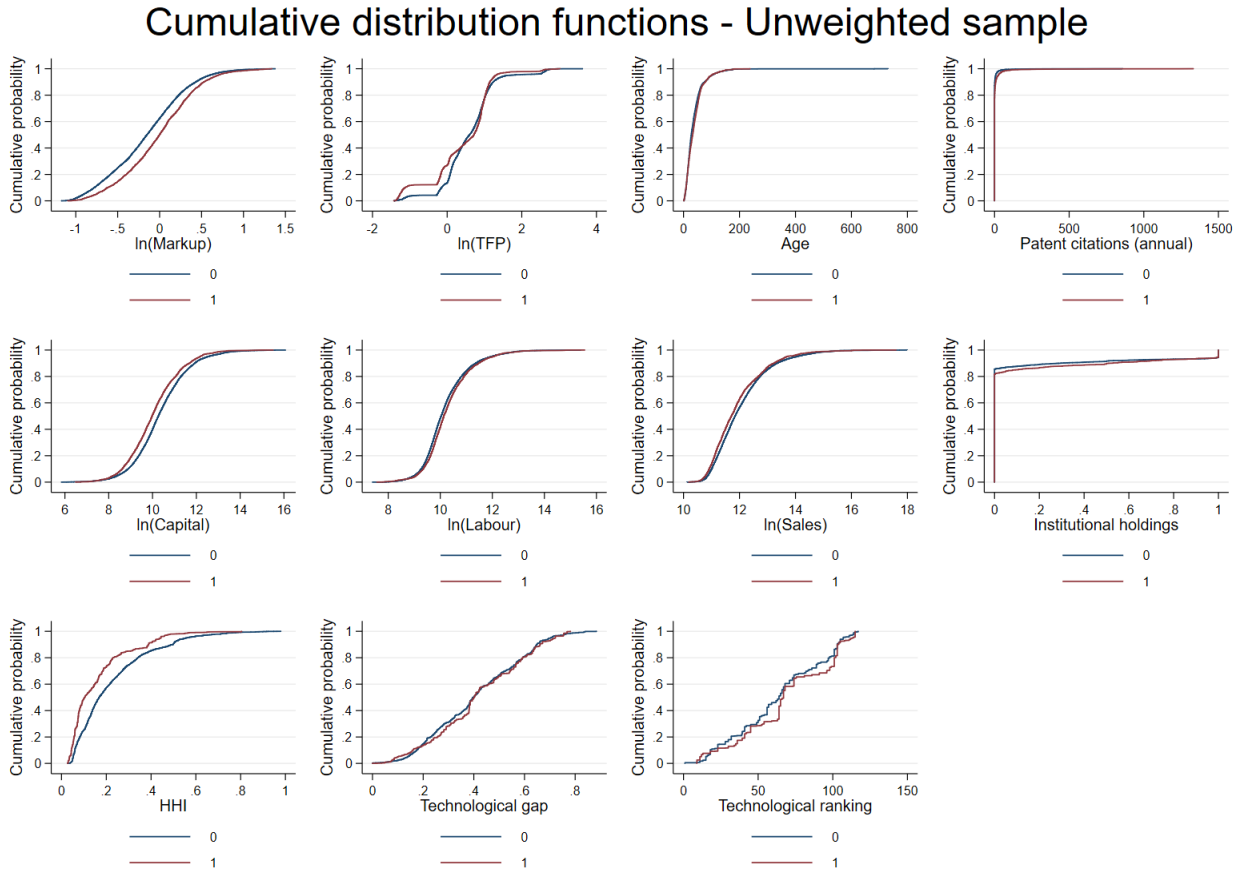 Cumulative distribution functions - Unweighted sample
Cumulative probability
1
.8
.6
.4
.2
0
-1 -.5 0 .5 1 1.5
ln(Markup)
0
1
Cumulative probability
1
.8
.6
.4
.2
0
-2 0 2 4
ln(TFP)
0
1
Cumulative probability
1
.8
.6
.4
.2
0
0 200 400 600 800
Age
0
1
Cumulative probability
1
.8
.6
.4
.2
0
0 500 1000 1500
Patent citations (annual)
0
1
Cumulative probability
1
.8
.6
.4
.2
0
6 8 10 12 14 16
ln(Capital)
0
1
Cumulative probability
1
.8
.6
.4
.2
0
8 10 12 14 16
ln(Labour)
0
1
Cumulative probability
1
.8
.6
.4
.2
0
10 12 14 16 18
ln(Sales)
0
1
Cumulative probability
1
.8
.6
.4
.2
0
0 .2 .4 .6 .8 1
Institutional holdings
0
1
Cumulative probability
1
.8
.6
.4
.2
0
0 .2 .4 .6 .8 1
HHI
0
1
Cumulative probability
1
.8
.6
.4
.2
0
0 .2 .4 .6 .8
Technological gap
0
1
Cumulative probability
1
.8
.6
.4
.2
0
0 50 100 150
Technological ranking
0
1